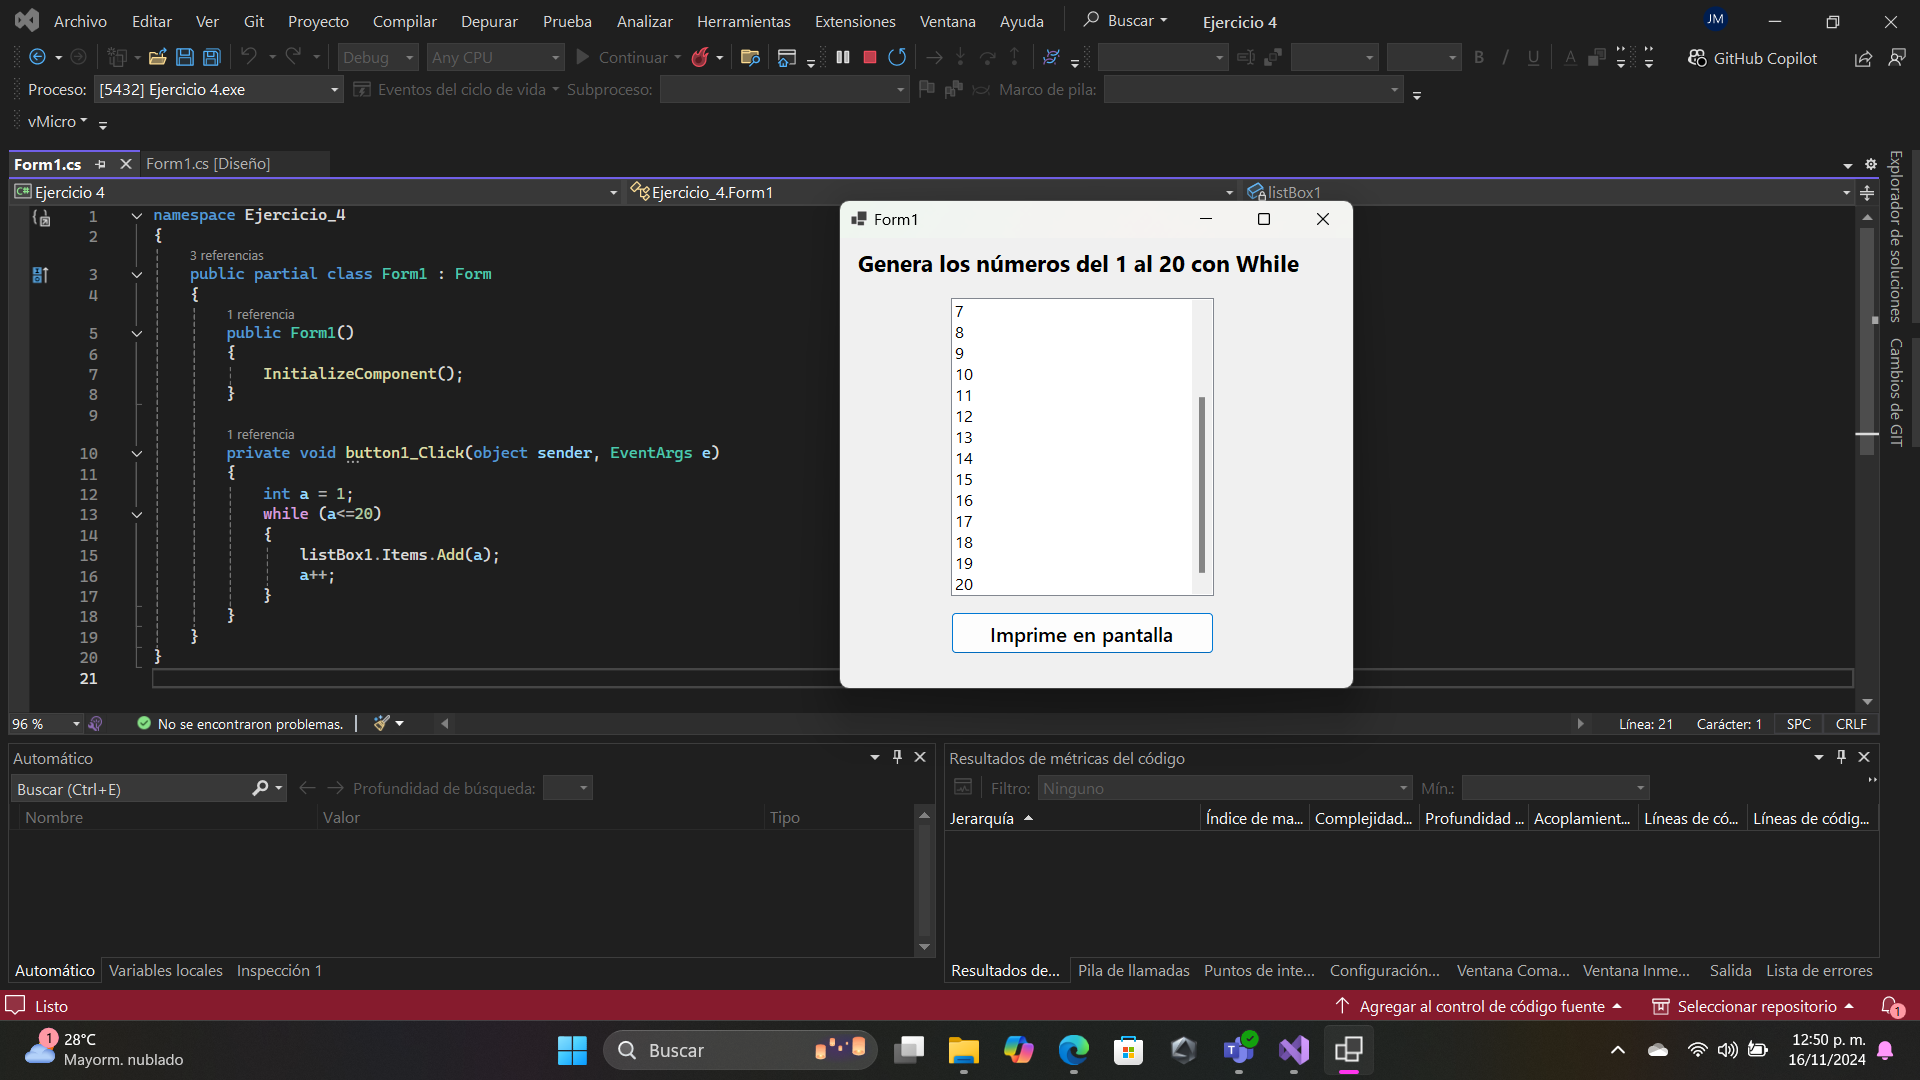 Archivo Editar Ver Git Proyecto Compilar Depurar Prueba Analizar Herramientas Extensiones Ventana Ayuda Buscar Ejercicio 4 JM
Debug Any CPU Continuar B I U A GitHub Copilot
Proceso: [5432] Ejercicio 4.exe Eventos del ciclo de vida Subproceso: Marco de pila:
vMicro
Form1.cs Form1.cs [Diseño]
C# Ejercicio 4 Ejercicio_4.Form1 listBox1
1 namespace Ejercicio_4
2 {
3 referencias
3 public partial class Form1 : Form
4 {
1 referencia
5 public Form1()
6 {
7 InitializeComponent();
8 }
9
1 referencia
10 private void button1_Click(object sender, EventArgs e)
11 {
12 int a = 1;
13 while (a<=20)
14 {
15 listBox1.Items.Add(a);
16 a++;
17 }
18 }
19 }
20 }
21
Form1
Genera los números del 1 al 20 con While
7
8
9
10
11
12
13
14
15
16
17
18
19
20
Imprime en pantalla
Explorador de soluciones
Cambios de GIT
96 % No se encontraron problemas. Línea: 21 Carácter: 1 SPC CRLF
Automático
Buscar (Ctrl+E) Profundidad de búsqueda:
Nombre Valor Tipo
Automático Variables locales Inspección 1
Resultados de métricas del código
Filtro: Ninguno Mín.:
Jerarquía Índice de ma... Complejidad... Profundidad ... Acoplamient... Líneas de có... Líneas de códig...
Resultados de... Pila de llamadas Puntos de inte... Configuración... Ventana Coma... Ventana Inme... Salida Lista de errores
Listo Agregar al control de código fuente Seleccionar repositorio 1
1 28°C
Mayorm. nublado
Buscar
12:50 p. m.
16/11/2024